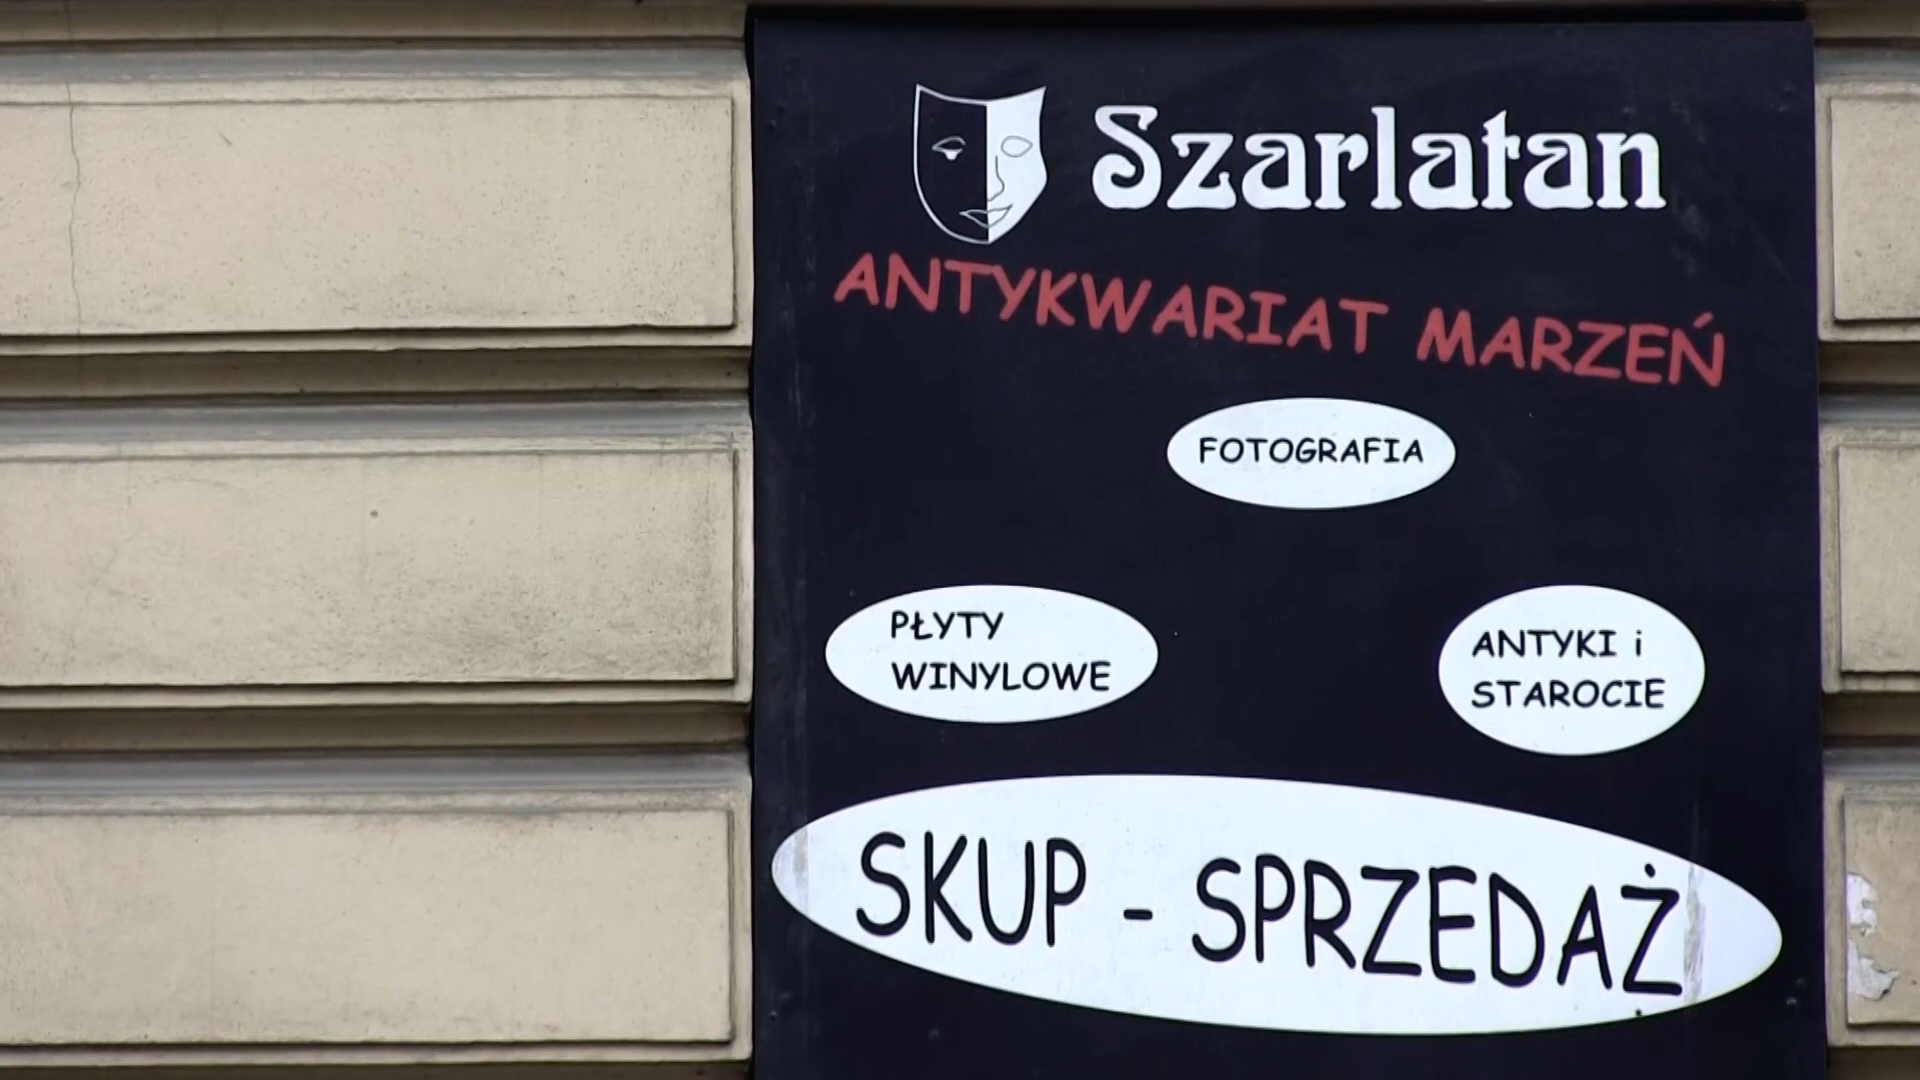 Szarlatan
ANTYKWARIAT MARZEŃ
FOTOGRAFIA
PŁYTY
WINYLOWE
ANTYKI i
STAROCIE
SKUP - SPRZEDAŻ